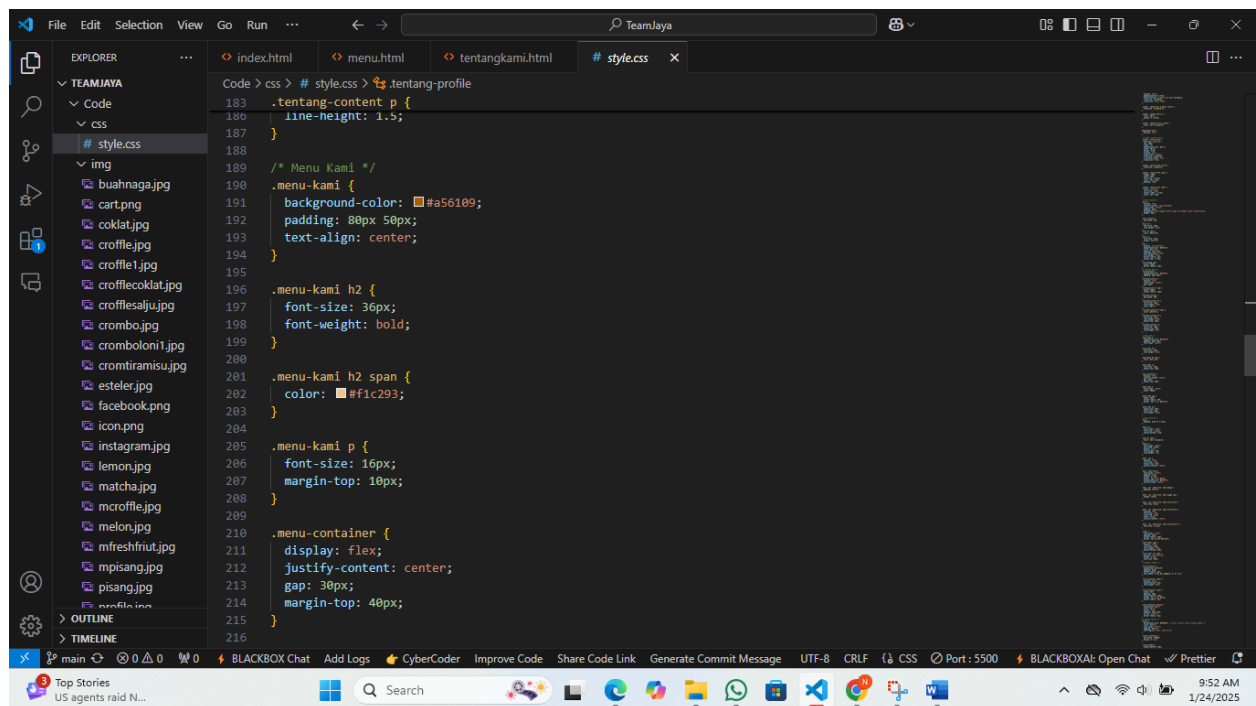 File Edit Selection View Go Run ··· TeamJaya
EXPLORER ···
TEAMJAYA
Code
css
# style.css
img
buahnaga.jpg
cart.png
coklat.jpg
croffle.jpg
croffle1.jpg
crofflecoklat.jpg
crofflesalju.jpg
crombo.jpg
cromboloni1.jpg
cromtiramisu.jpg
esteler.jpg
facebook.png
icon.png
instagram.jpg
lemon.jpg
matcha.jpg
mcroffle.jpg
melon.jpg
mfreshfriut.jpg
mpisang.jpg
pisang.jpg
profile.jpg
OUTLINE
TIMELINE
1
index.html menu.html tentangkami.html # style.css
Code > css > # style.css > .tentang-profile
183 .tentang-content p {
186 line-height: 1.5;
187 }
188
189 /* Menu Kami */
190 .menu-kami {
191 background-color: #a56109;
192 padding: 80px 50px;
193 text-align: center;
194 }
195
196 .menu-kami h2 {
197 font-size: 36px;
198 font-weight: bold;
199 }
200
201 .menu-kami h2 span {
202 color: #f1c293;
203 }
204
205 .menu-kami p {
206 font-size: 16px;
207 margin-top: 10px;
208 }
209
210 .menu-container {
211 display: flex;
212 justify-content: center;
213 gap: 30px;
214 margin-top: 40px;
215 }
216
main 0 0 0 BLACKBOX Chat Add Logs CyberCoder Improve Code Share Code Link Generate Commit Message UTF-8 CRLF CSS Port : 5500 BLACKBOXAI: Open Chat Prettier
3 Top Stories
US agents raid N...
Search
N
9:52 AM
1/24/2025